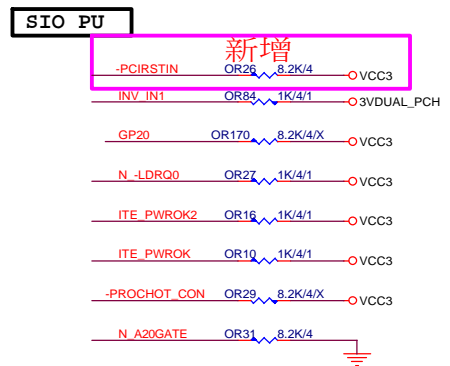 SIO PU
新增
-PCIRSTIN OR26 8.2K/4 VCC3
INV_IN1 OR84 1K/4/1 3VDUAL_PCH
GP20 OR170 8.2K/4/X VCC3
N_-LDRQ0 OR27 1K/4/1 VCC3
ITE_PWROK2 OR16 1K/4/1 VCC3
ITE_PWROK OR10 1K/4/1 VCC3
-PROCHOT_CON OR29 8.2K/4/X VCC3
N_A20GATE OR31 8.2K/4